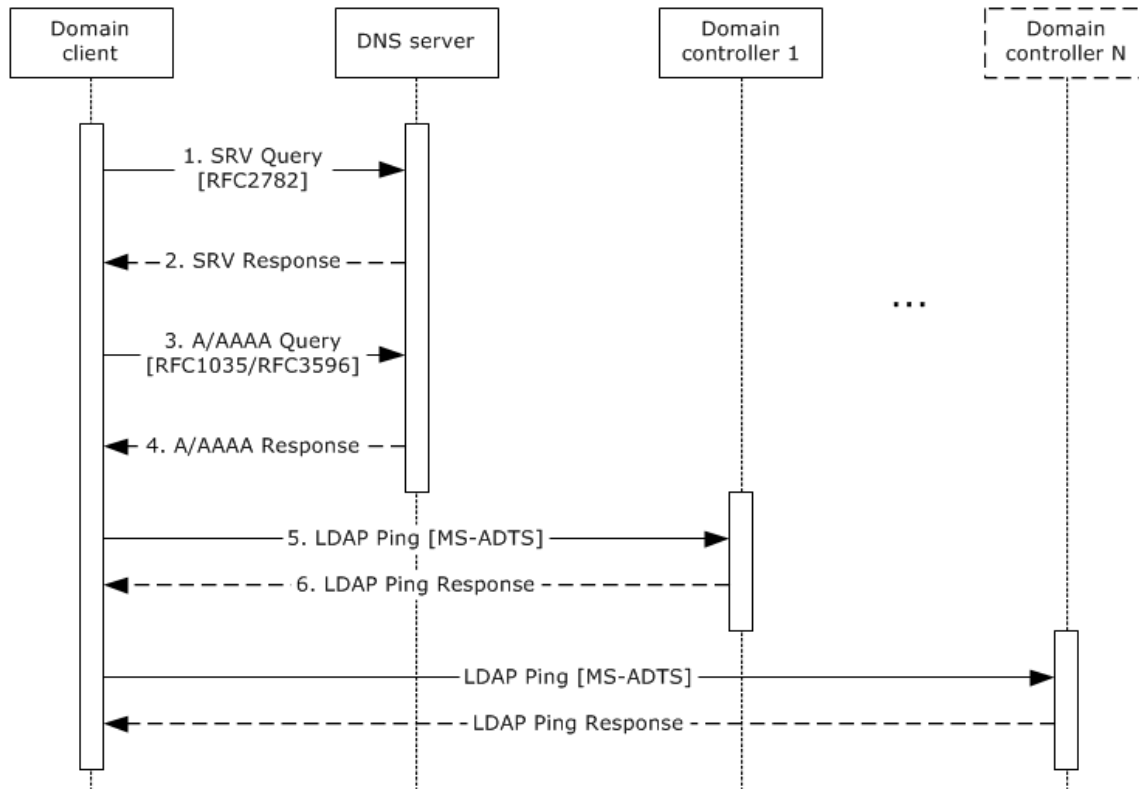 Domain
client
DNS server
Domain
controller 1
Domain
controller N
1. SRV Query
[RFC2782]
2. SRV Response
...
3. A/AAAA Query
[RFC1035/RFC3596]
4. A/AAAA Response
5. LDAP Ping [MS-ADTS]
6. LDAP Ping Response
LDAP Ping [MS-ADTS]
LDAP Ping Response